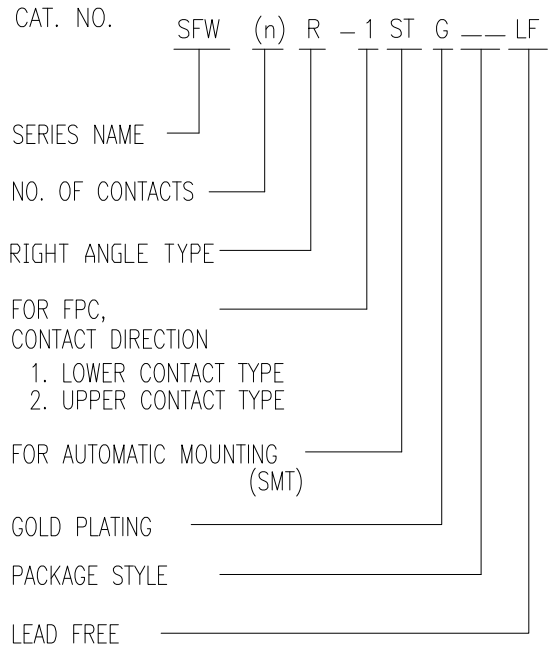 CAT. NO. SFW (n) R - 1 ST G __ LF
SERIES NAME
NO. OF CONTACTS
RIGHT ANGLE TYPE
FOR FPC,
CONTACT DIRECTION
1. LOWER CONTACT TYPE
2. UPPER CONTACT TYPE
FOR AUTOMATIC MOUNTING
(SMT)
GOLD PLATING
PACKAGE STYLE
LEAD FREE